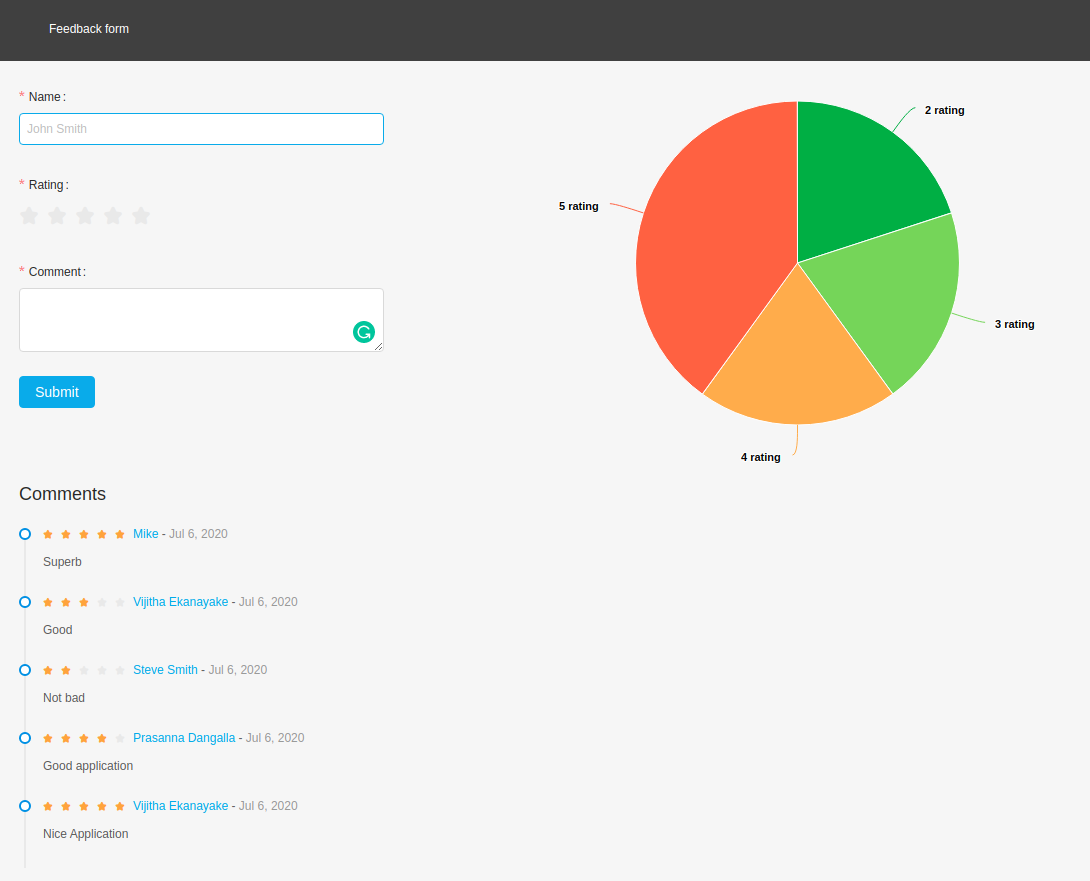 Feedback form
* Name :
John Smith
* Rating :
* Comment :
Submit
2 rating
5 rating
3 rating
4 rating
Comments
Mike - Jul 6, 2020
Superb
Vijitha Ekanayake - Jul 6, 2020
Good
Steve Smith - Jul 6, 2020
Not bad
Prasanna Dangalla - Jul 6, 2020
Good application
Vijitha Ekanayake - Jul 6, 2020
Nice Application